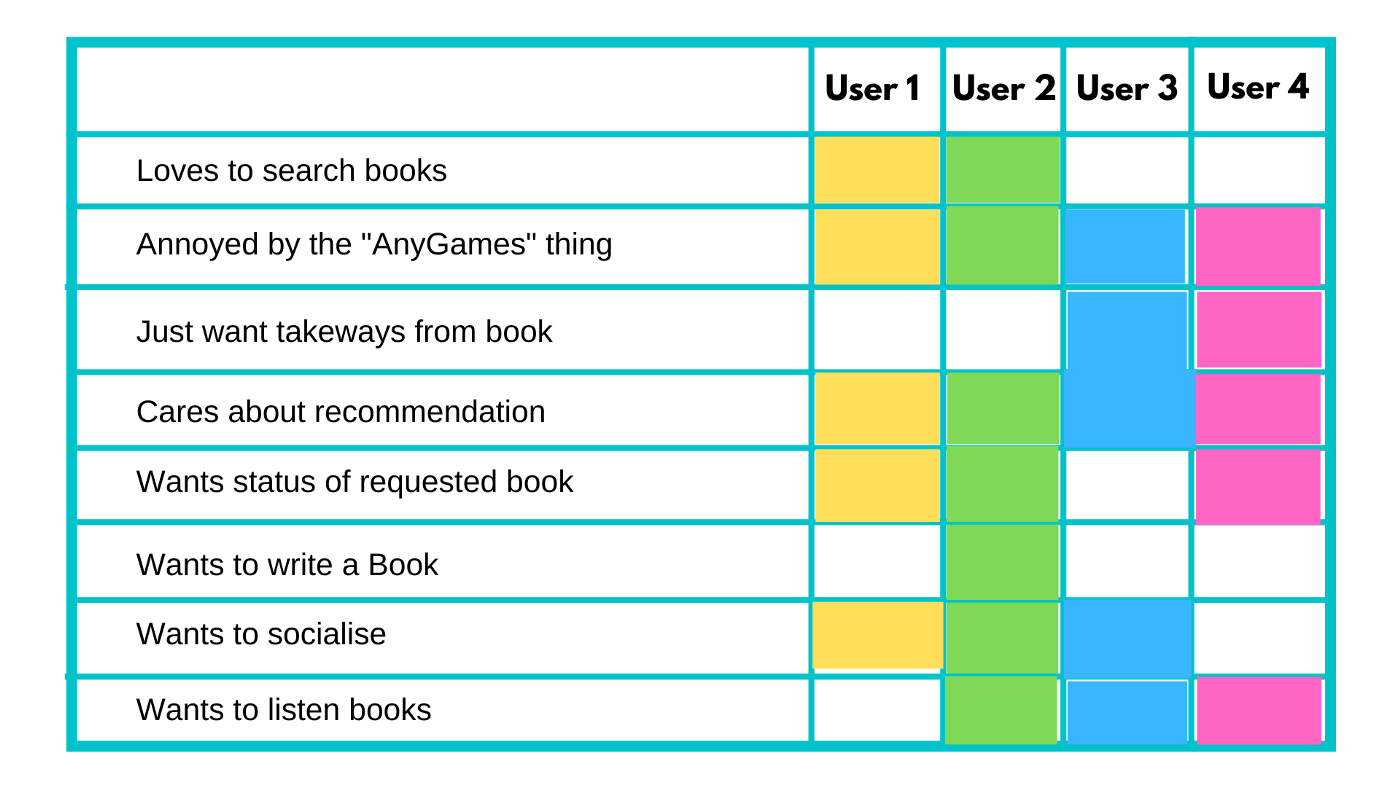 User 1 User 2 User 3 User 4
Loves to search books
Annoyed by the "AnyGames" thing
Just want takeways from book
Cares about recommendation
Wants status of requested book
Wants to write a Book
Wants to socialise
Wants to listen books